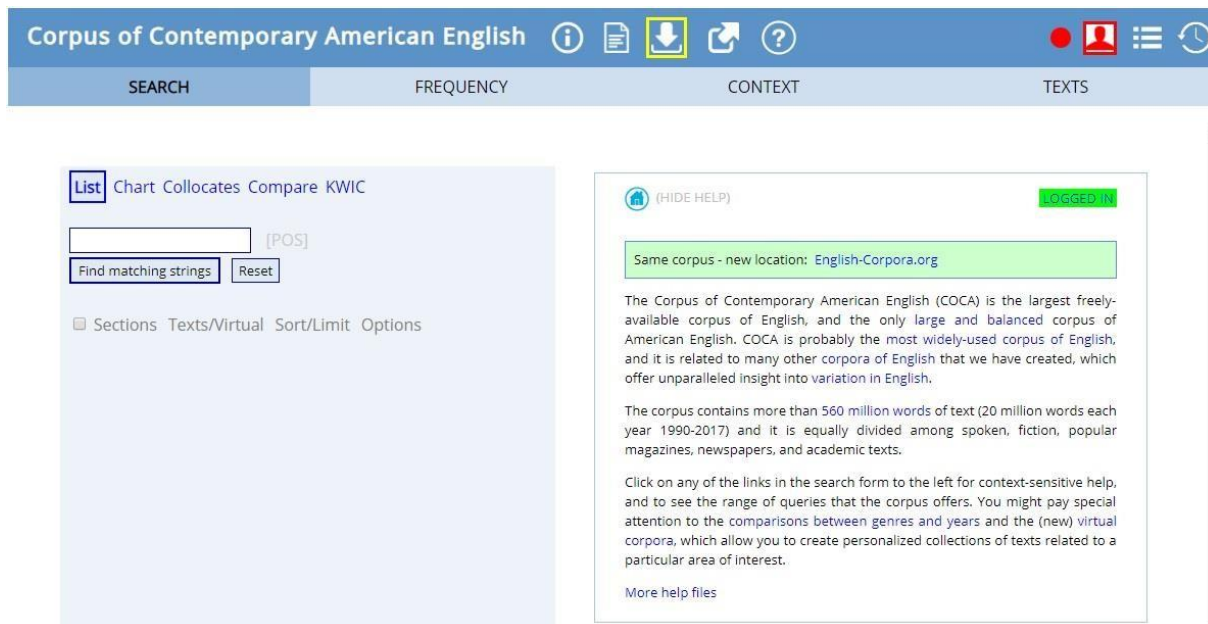 Corpus of Contemporary American English
SEARCH FREQUENCY CONTEXT TEXTS
List Chart Collocates Compare KWIC
[POS]
Find matching strings Reset
Sections Texts/Virtual Sort/Limit Options
(HIDE HELP) LOGGED IN
Same corpus - new location: English-Corpora.org
The Corpus of Contemporary American English (COCA) is the largest freely-
available corpus of English, and the only large and balanced corpus of
American English. COCA is probably the most widely-used corpus of English,
and it is related to many other corpora of English that we have created, which
offer unparalleled insight into variation in English.
The corpus contains more than 560 million words of text (20 million words each
year 1990-2017) and it is equally divided among spoken, fiction, popular
magazines, newspapers, and academic texts.
Click on any of the links in the search form to the left for context-sensitive help,
and to see the range of queries that the corpus offers. You might pay special
attention to the comparisons between genres and years and the (new) virtual
corpora, which allow you to create personalized collections of texts related to a
particular area of interest.
More help files